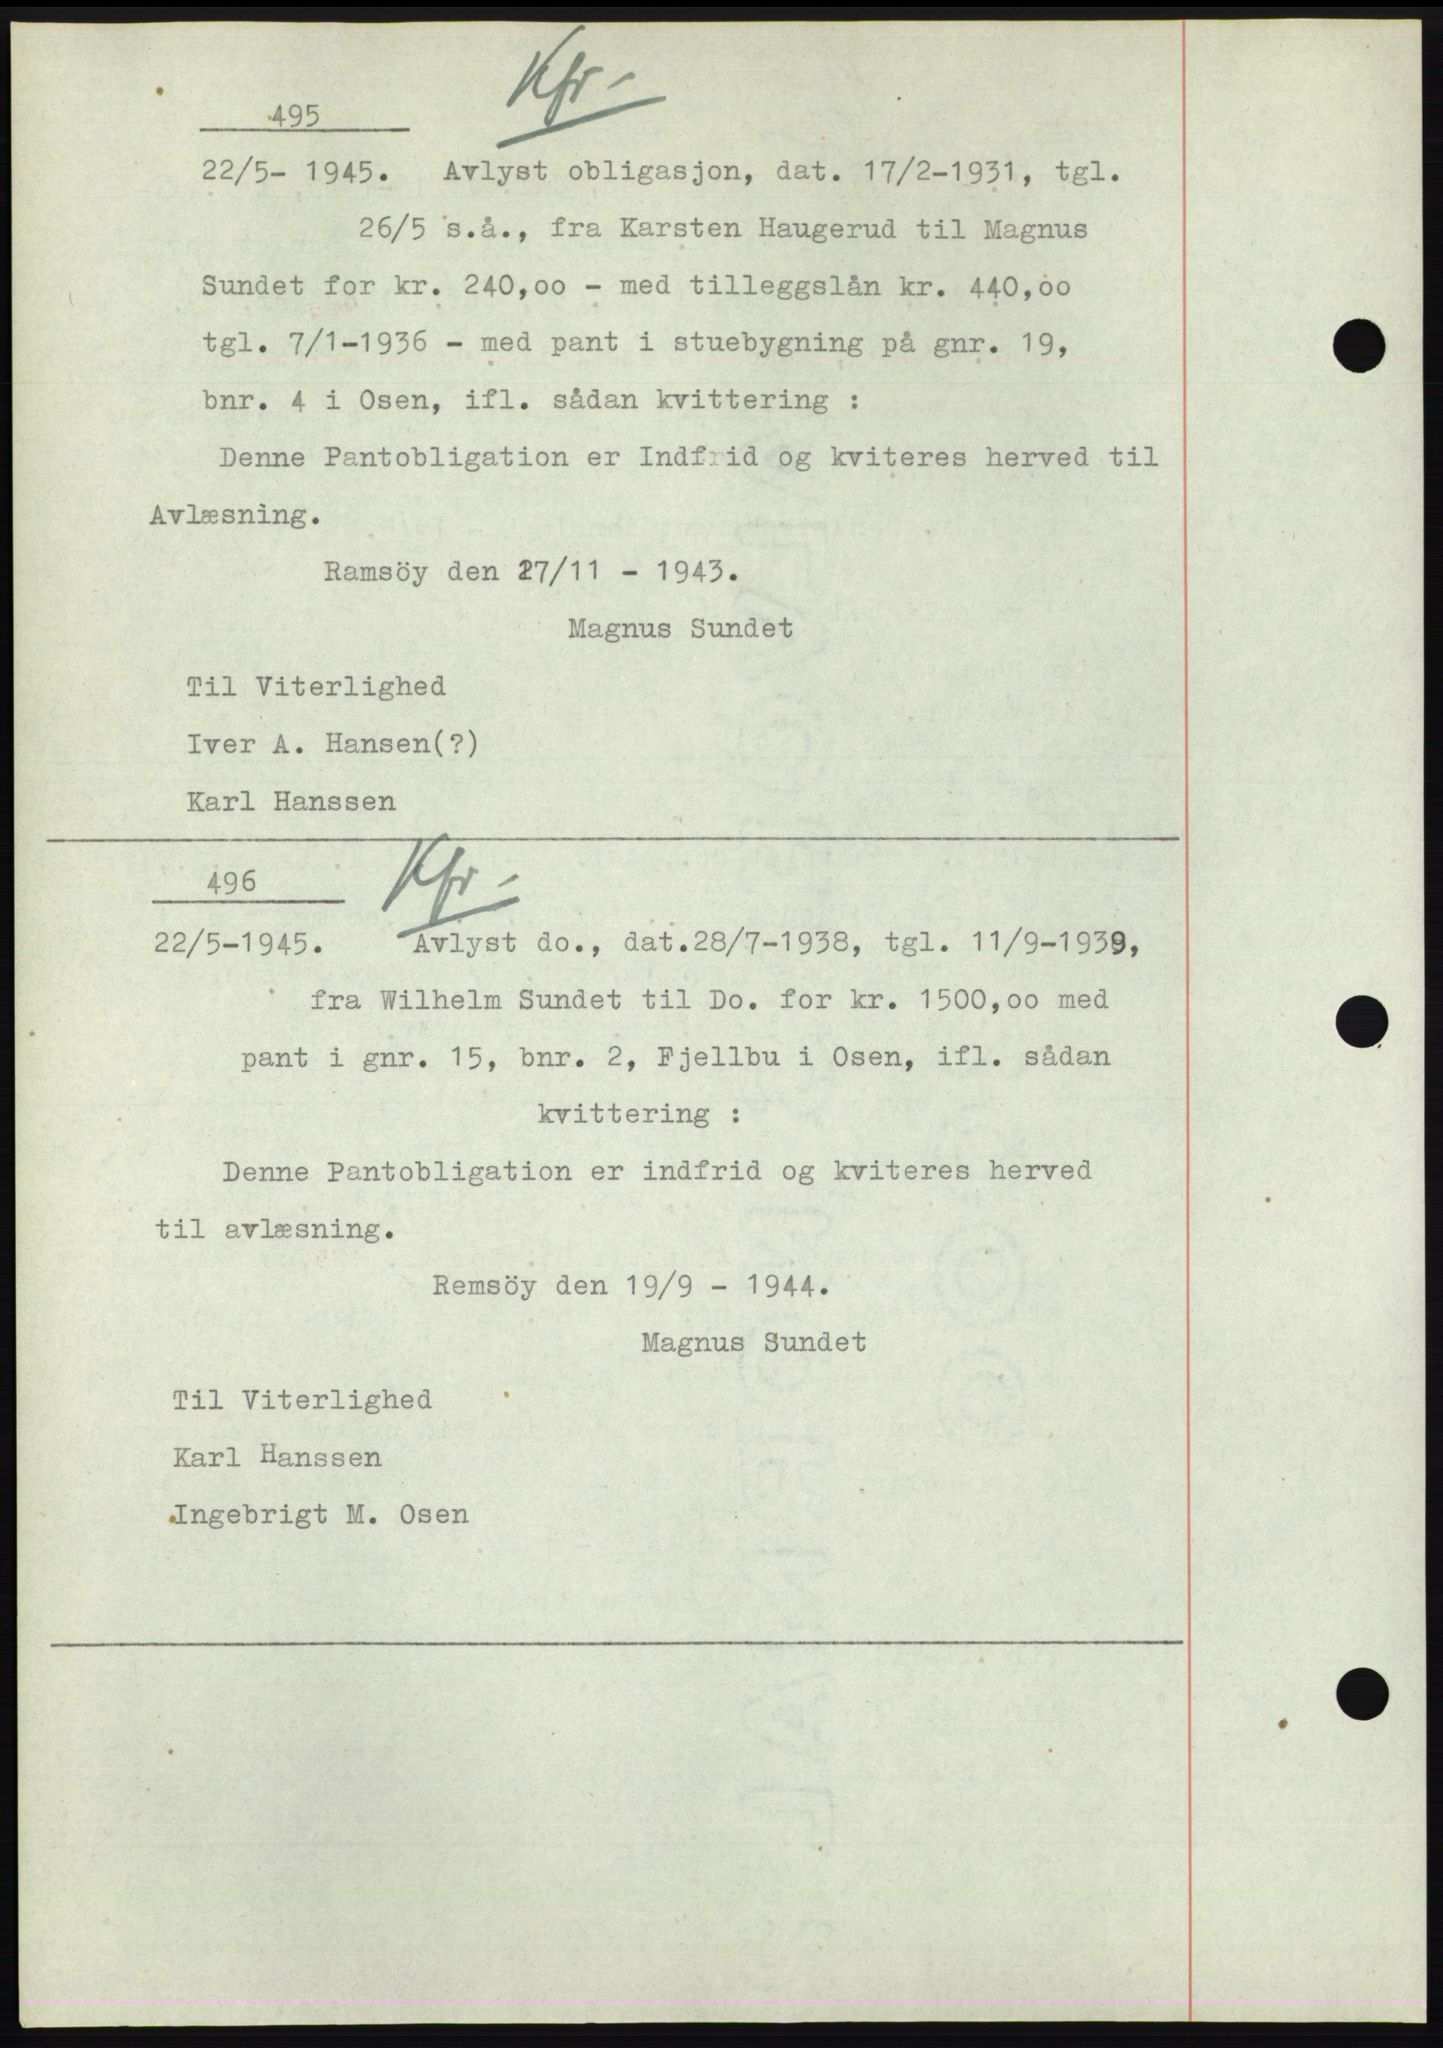 Kfr-
495
22/5- 1945. Avlyst obligasjon, dat. 17/2-1931, tgl.
26/5 s.å., fra Karsten Haugerud til Magnus
Sundet for kr. 240,oo - med tilleggslån kr. 440,oo
tgl. 7/1-1936 - med pant i stuebygning på gnr. 19,
bnr. 4 i Osen, ifl. sådan kvittering :
Denne Pantobligation er Indfrid og kviteres herved til
Avlæsning.
Ramsöy den 27/11 - 1943.
Magnus Sundet
Til Viterlighed
Iver A. Hansen(?)
Karl Hanssen
Kfr-
496
22/5-1945. Avlyst do., dat.28/7-1938, tgl. 11/9-1939,
fra Wilhelm Sundet til Do. for kr. 1500,oo med
pant i gnr. 15, bnr. 2, Fjellbu i Osen, ifl. sådan
kvittering :
Denne Pantobligation er indfrid og kviteres herved
til avlæsning.
Remsöy den 19/9 - 1944.
Magnus Sundet
Til Viterlighed
Karl Hanssen
Ingebrigt M. Osen